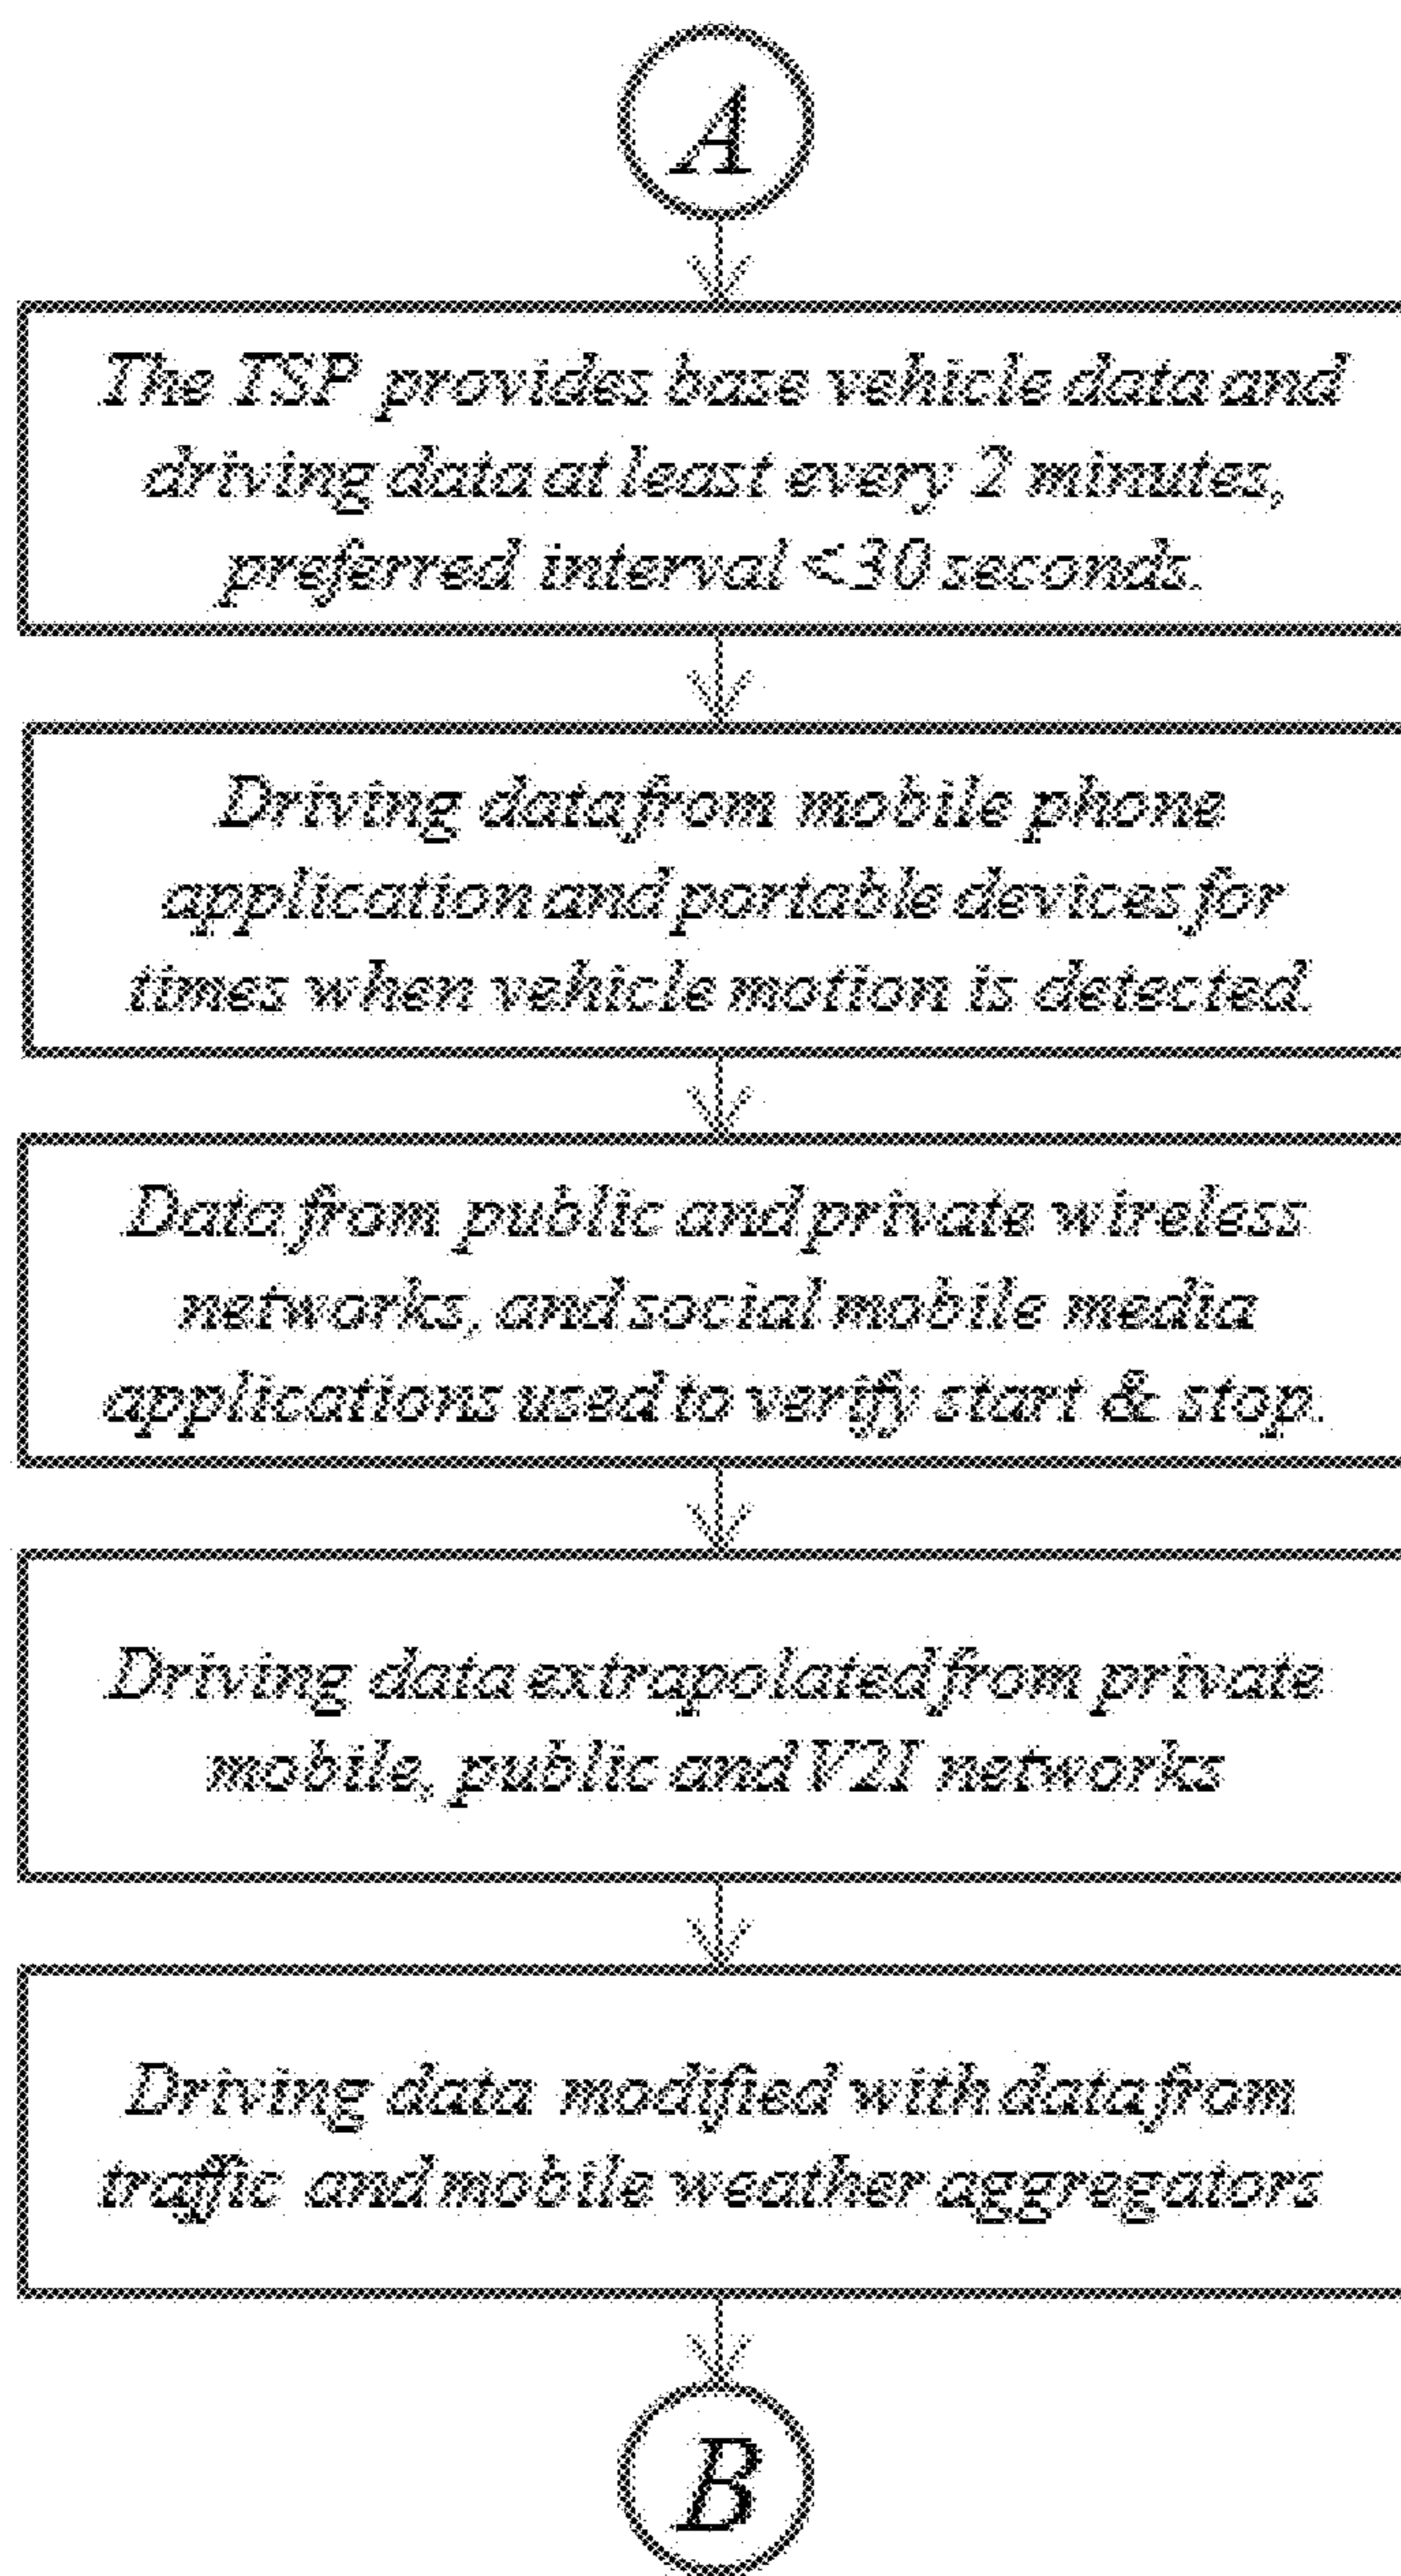 A
The TSP provides base vehicle data and
driving data at least every 2 minutes,
preferred interval <30 seconds.
Driving data from mobile phone
application and portable devices for
times when vehicle motion is detected.
Data from public and private wireless
networks, and social mobile media
applications used to verify start & stop.
Driving data extrapolated from private
mobile, public and V2I networks
Driving data modified with data from
traffic and mobile weather aggregators
B